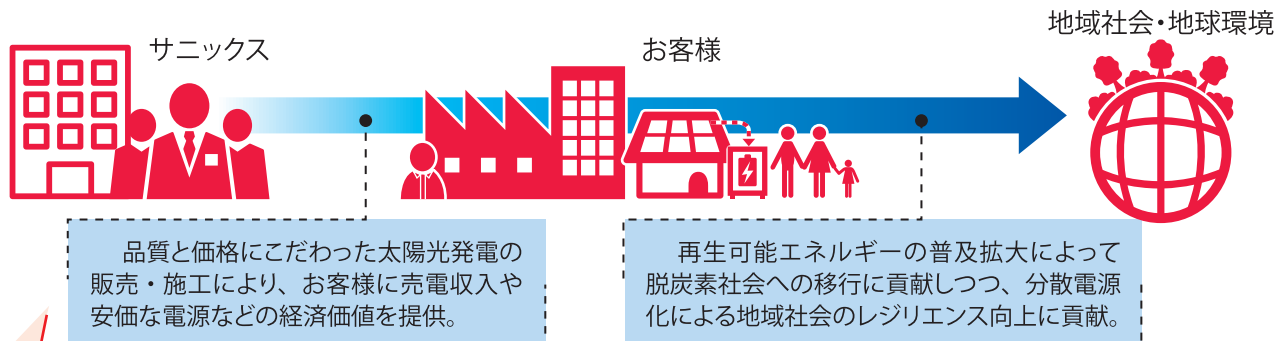 サニックス
お客様
地域社会・地球環境
品質と価格にこだわった太陽光発電の
販売・施工により、お客様に売電収入や
安価な電源などの経済価値を提供。
再生可能エネルギーの普及拡大によって
脱炭素社会への移行に貢献しつつ、分散電源
化による地域社会のレジリエンス向上に貢献。